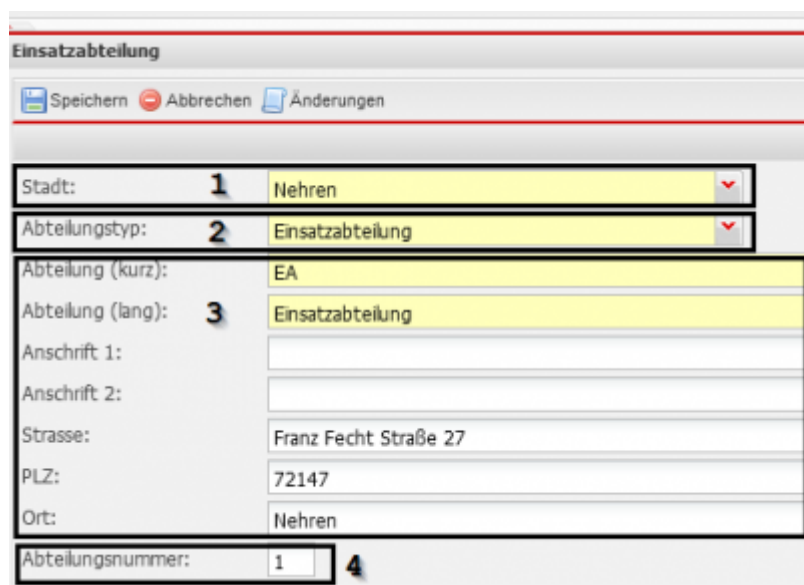 Einsatzabteilung
Speichern Abbrechen Änderungen
Stadt: 1 Nehren
Abteilungstyp: 2 Einsatzabteilung
Abteilung (kurz): EA
Abteilung (lang): 3 Einsatzabteilung
Anschrift 1:
Anschrift 2:
Strasse: Franz Fecht Straße 27
PLZ: 72147
Ort: Nehren
Abteilungsnummer: 1 4